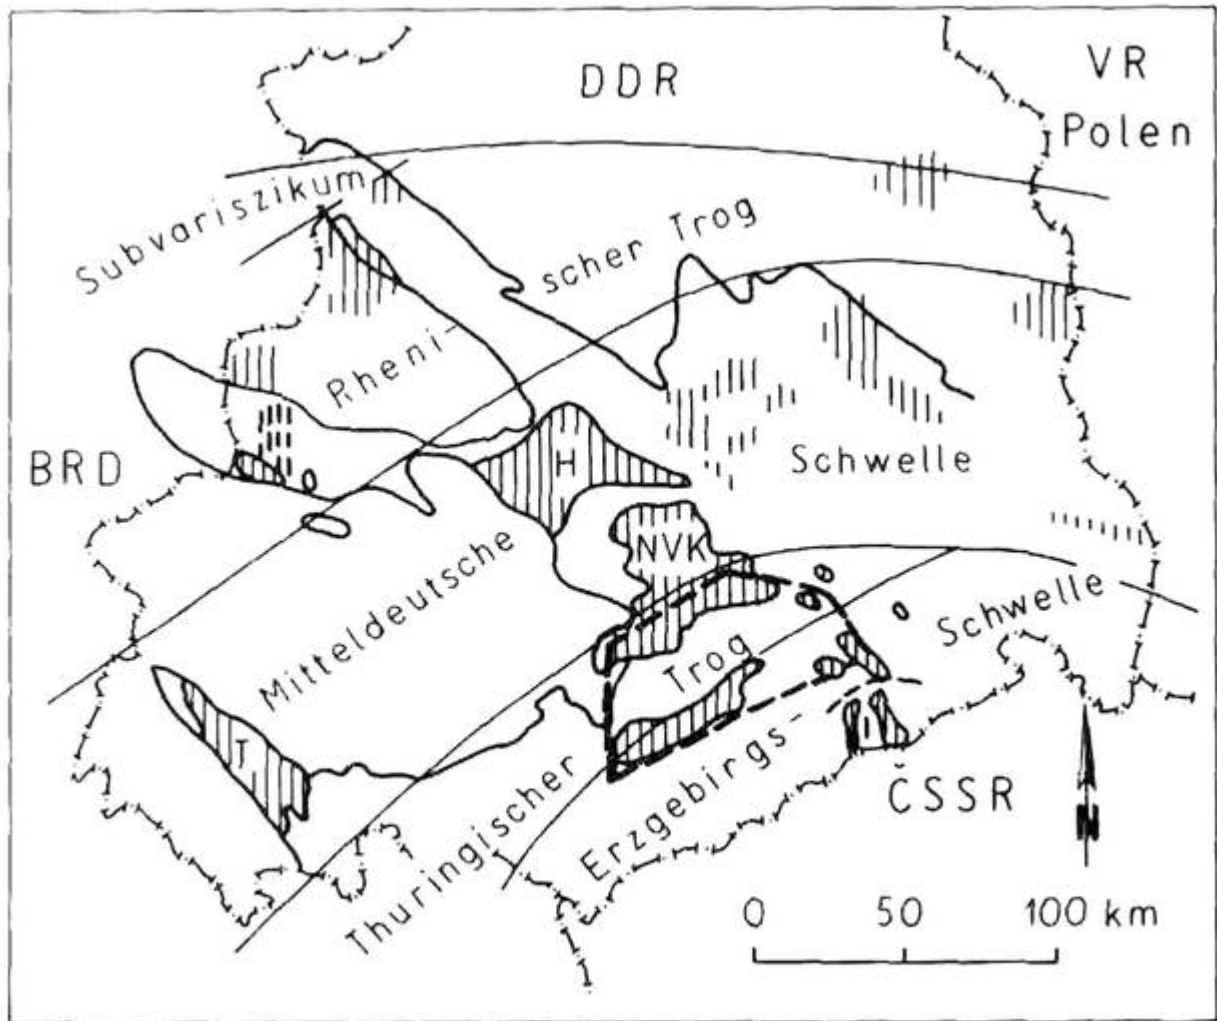 DDR
VR
Polen
Subvariszikum
scher Trog
Rheni-
BRD
H
Schwelle
NVK
Mitteldeutsche
Trog
Schwelle
T
Thuringischer
Erzgebirgs-
ČSSR
N
0 50 100 km